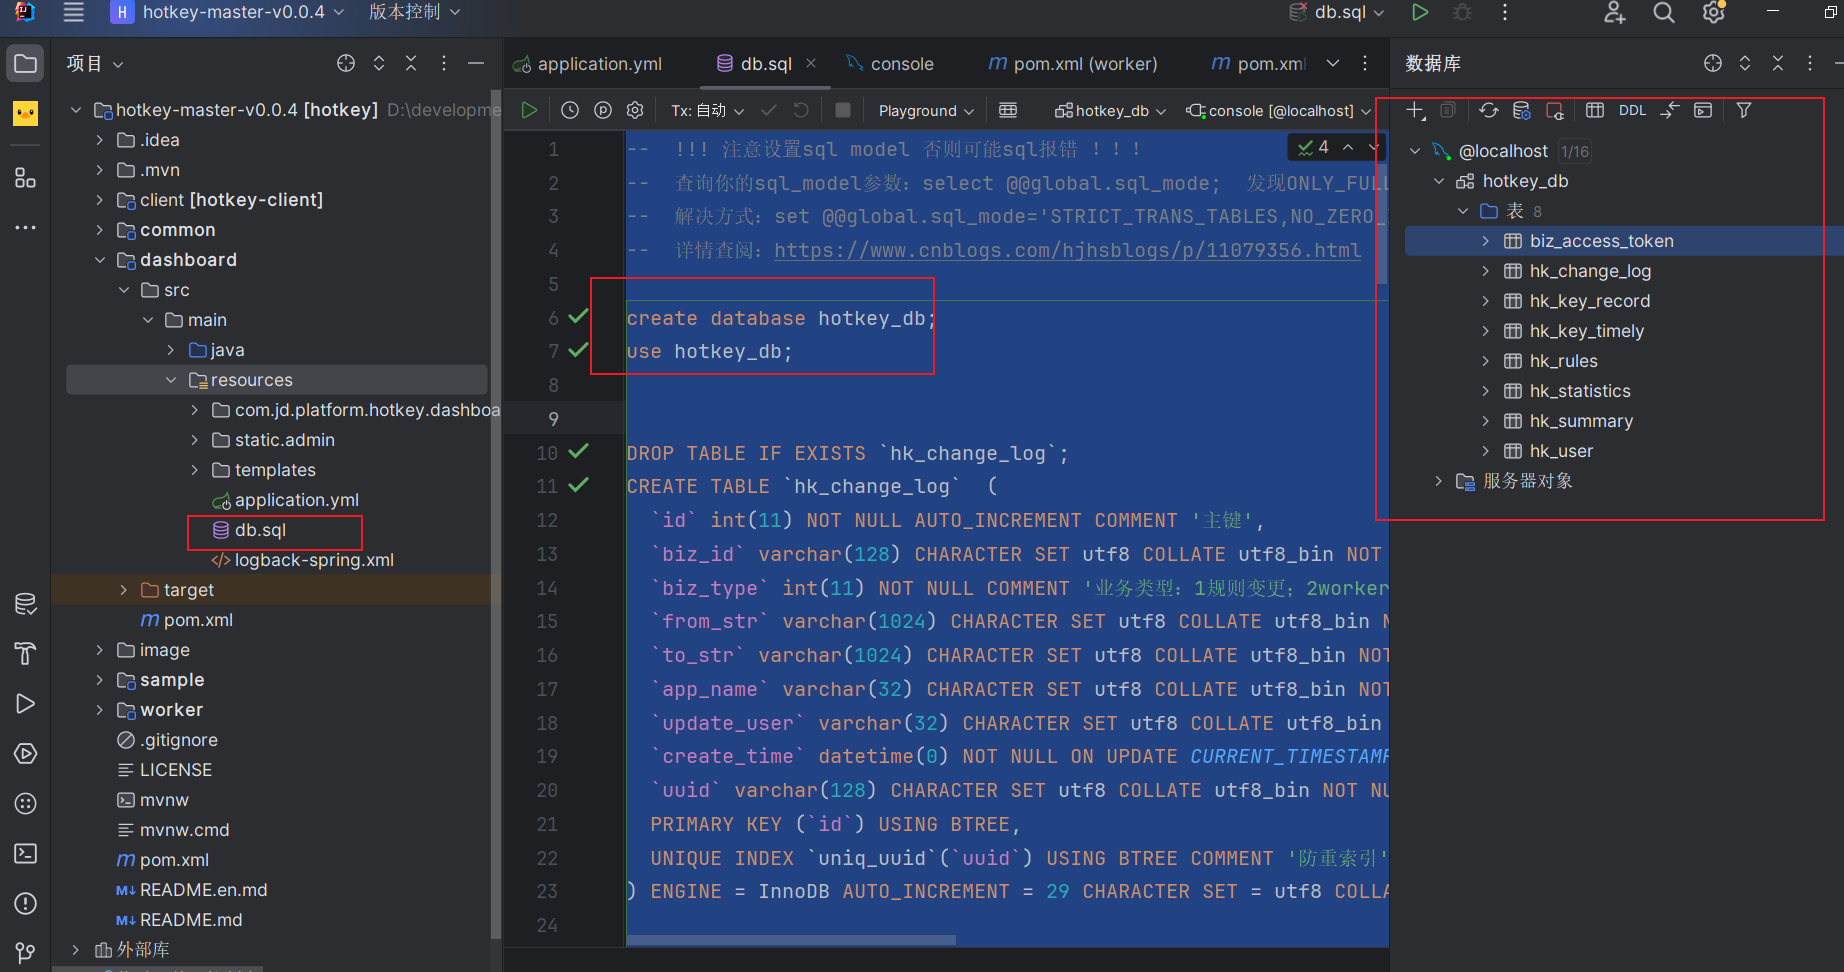 H hotkey-master-v0.0.4 版本控制 db.sql
项目
hotkey-master-v0.0.4 [hotkey] D:\developme
.idea
.mvn
client [hotkey-client]
common
dashboard
src
main
java
resources
com.jd.platform.hotkey.dashboa
static.admin
templates
application.yml
db.sql
logback-spring.xml
target
pom.xml
image
sample
worker
.gitignore
LICENSE
mvnw
mvnw.cmd
pom.xml
README.en.md
README.md
外部库
application.yml db.sql console pom.xml (worker) pom.xml
Tx: 自动 Playground hotkey_db console [@localhost]
4
1 -- !!! 注意设置sql model 否则可能sql报错 ！！！
2 -- 查询你的sql_model参数：select @@global.sql_mode; 发现ONLY_FULL
3 -- 解决方式：set @@global.sql_mode='STRICT_TRANS_TABLES,NO_ZERO_
4 -- 详情查阅：https://www.cnblogs.com/hjhsblogs/p/11079356.html
5
6 create database hotkey_db;
7 use hotkey_db;
8
9
10 DROP TABLE IF EXISTS `hk_change_log`;
11 CREATE TABLE `hk_change_log` (
12 `id` int(11) NOT NULL AUTO_INCREMENT COMMENT '主键',
13 `biz_id` varchar(128) CHARACTER SET utf8 COLLATE utf8_bin NOT
14 `biz_type` int(11) NOT NULL COMMENT '业务类型：1规则变更；2worker
15 `from_str` varchar(1024) CHARACTER SET utf8 COLLATE utf8_bin N
16 `to_str` varchar(1024) CHARACTER SET utf8 COLLATE utf8_bin NOT
17 `app_name` varchar(32) CHARACTER SET utf8 COLLATE utf8_bin NOT
18 `update_user` varchar(32) CHARACTER SET utf8 COLLATE utf8_bin
19 `create_time` datetime(0) NOT NULL ON UPDATE CURRENT_TIMESTAMP
20 `uuid` varchar(128) CHARACTER SET utf8 COLLATE utf8_bin NOT NU
21 PRIMARY KEY (`id`) USING BTREE,
22 UNIQUE INDEX `uniq_uuid`(`uuid`) USING BTREE COMMENT '防重索引'
23 ) ENGINE = InnoDB AUTO_INCREMENT = 29 CHARACTER SET = utf8 COLLA
24
数据库
DDL
@localhost 1/16
hotkey_db
表 8
biz_access_token
hk_change_log
hk_key_record
hk_key_timely
hk_rules
hk_statistics
hk_summary
hk_user
服务器对象